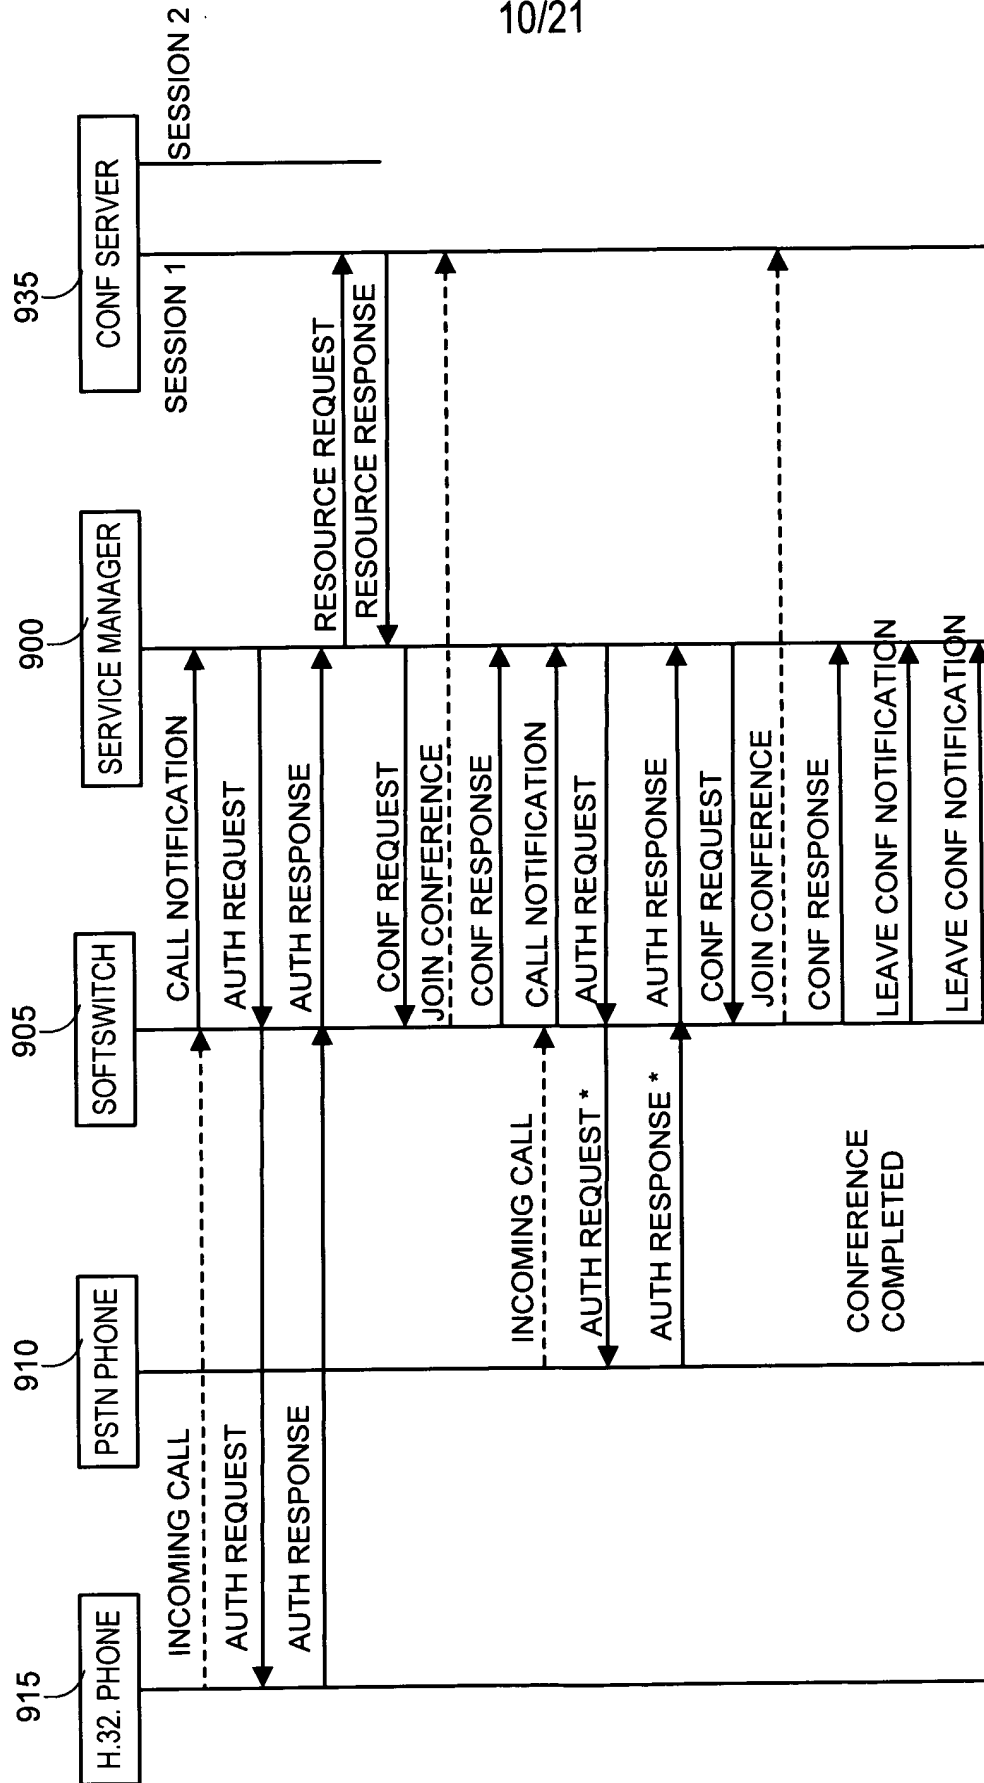 10/21
915
H.32. PHONE
910
PSTN PHONE
905
SOFTSWITCH
900
SERVICE MANAGER
935
CONF SERVER
SESSION 1
SESSION 2
INCOMING CALL
CALL NOTIFICATION
AUTH REQUEST
AUTH REQUEST
AUTH RESPONSE
AUTH RESPONSE
RESOURCE REQUEST
RESOURCE RESPONSE
CONF REQUEST
JOIN CONFERENCE
CONF RESPONSE
INCOMING CALL
CALL NOTIFICATION
AUTH REQUEST *
AUTH REQUEST
AUTH RESPONSE *
AUTH RESPONSE
CONF REQUEST
JOIN CONFERENCE
CONF RESPONSE
CONFERENCE
COMPLETED
LEAVE CONF NOTIFICATION
LEAVE CONF NOTIFICATION